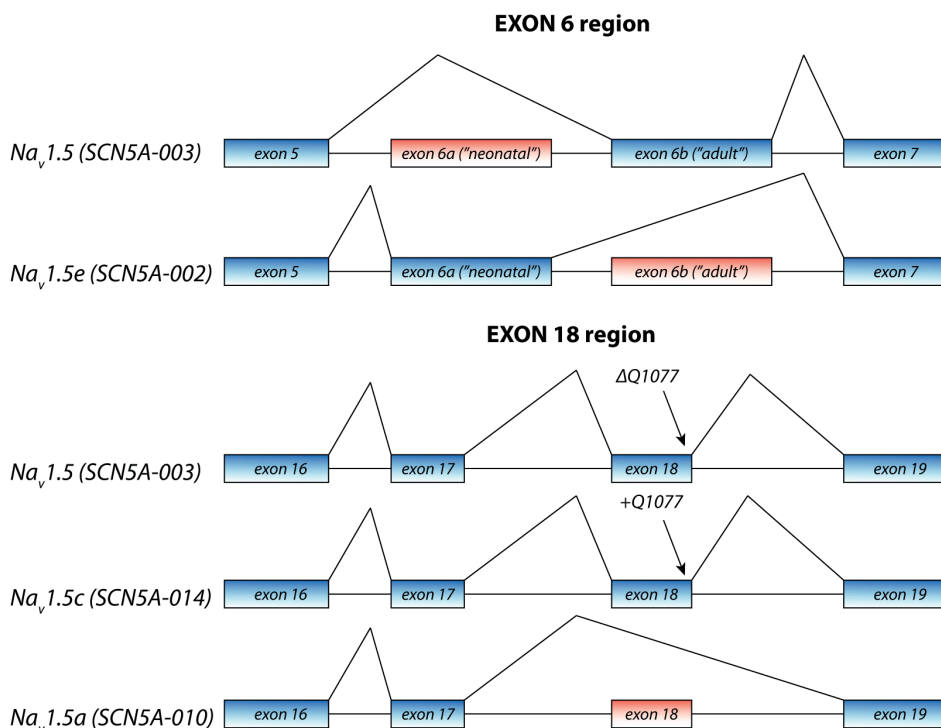 EXON 6 region
Nav1.5 (SCN5A-003) exon 5 exon 6a ("neonatal") exon 6b ("adult") exon 7
Nav1.5e (SCN5A-002) exon 5 exon 6a ("neonatal") exon 6b ("adult") exon 7
EXON 18 region
ΔQ1077
Nav1.5 (SCN5A-003) exon 16 exon 17 exon 18 exon 19
+Q1077
Nav1.5c (SCN5A-014) exon 16 exon 17 exon 18 exon 19
Nav1.5a (SCN5A-010) exon 16 exon 17 exon 18 exon 19